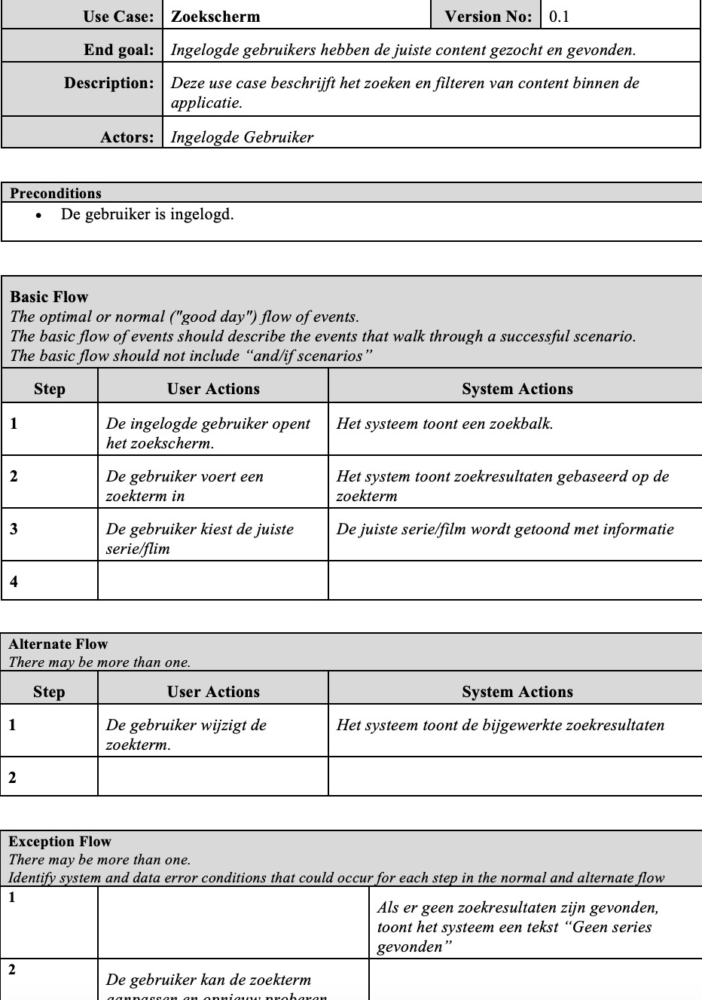 Use Case: Zoekscherm Version No: 0.1
End goal: Ingelogde gebruikers hebben de juiste content gezocht en gevonden.
Description: Deze use case beschrijft het zoeken en filteren van content binnen de
applicatie.
Actors: Ingelogde Gebruiker
Preconditions
• De gebruiker is ingelogd.
Basic Flow
The optimal or normal ("good day") flow of events.
The basic flow of events should describe the events that walk through a successful scenario.
The basic flow should not include “and/if scenarios”
Step User Actions System Actions
1 De ingelogde gebruiker opent Het systeem toont een zoekbalk.
het zoekscherm.
2 De gebruiker voert een Het system toont zoekresultaten gebaseerd op de
zoekterm in zoekterm
3 De gebruiker kiest de juiste De juiste serie/film wordt getoond met informatie
serie/flim
4
Alternate Flow
There may be more than one.
Step User Actions System Actions
1 De gebruiker wijzigt de Het systeem toont de bijgewerkte zoekresultaten
zoekterm.
2
Exception Flow
There may be more than one.
Identify system and data error conditions that could occur for each step in the normal and alternate flow
1 Als er geen zoekresultaten zijn gevonden,
toont het systeem een tekst “Geen series
gevonden”
2 De gebruiker kan de zoekterm
aanpassen en opnieuw proberen